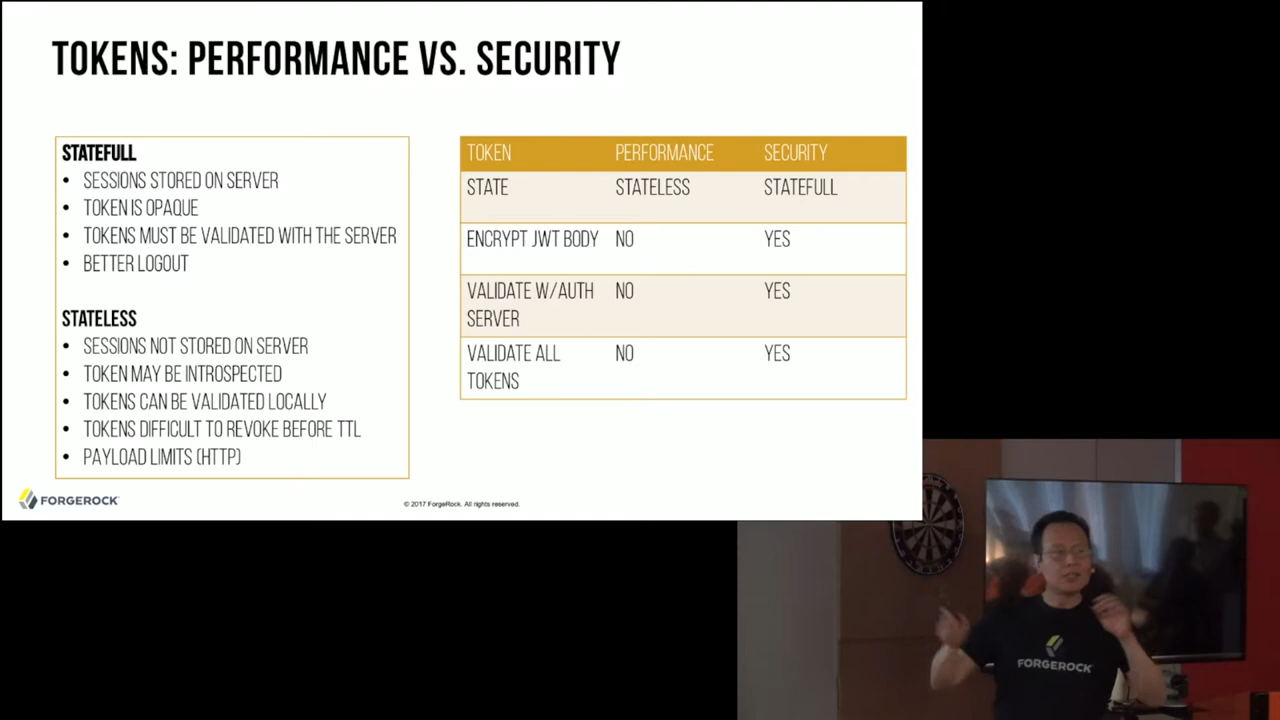 TOKENS: PERFORMANCE VS. SECURITY
STATEFULL
• SESSIONS STORED ON SERVER
• TOKEN IS OPAQUE
• TOKENS MUST BE VALIDATED WITH THE SERVER
• BETTER LOGOUT
STATELESS
• SESSIONS NOT STORED ON SERVER
• TOKEN MAY BE INTROSPECTED
• TOKENS CAN BE VALIDATED LOCALLY
• TOKENS DIFFICULT TO REVOKE BEFORE TTL
• PAYLOAD LIMITS (HTTP)
TOKEN PERFORMANCE SECURITY
STATE STATELESS STATEFULL
ENCRYPT JWT BODY NO YES
VALIDATE W/AUTH NO YES
SERVER
VALIDATE ALL NO YES
TOKENS
FORGEROCK
© 2017 ForgeRock. All rights reserved.
FORGEROCK